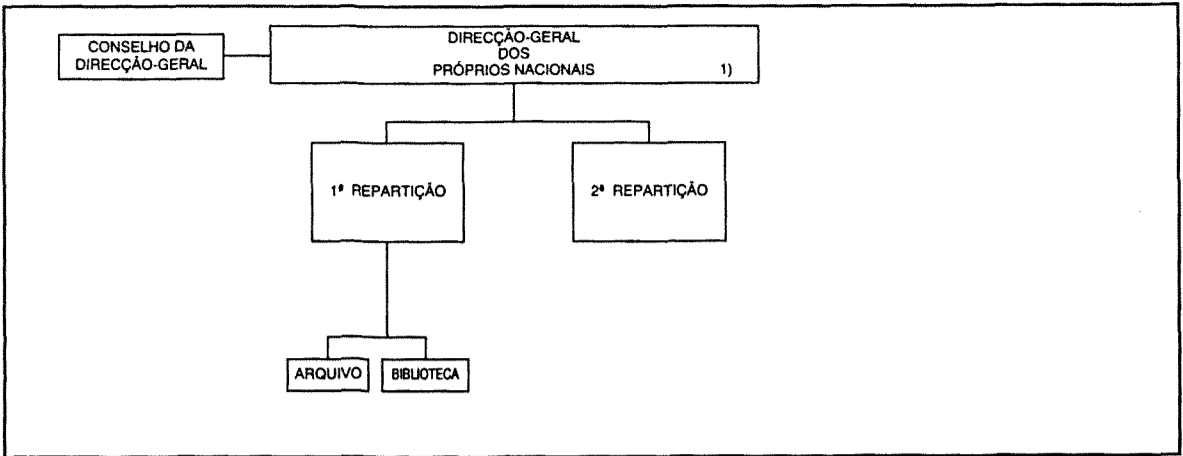 CONSELHO DA
DIRECÇÃO-GERAL
DIRECÇÃO-GERAL
DOS
PRÓPRIOS NACIONAIS 1)
1ª REPARTIÇÃO
2ª REPARTIÇÃO
ARQUIVO
BIBLIOTECA